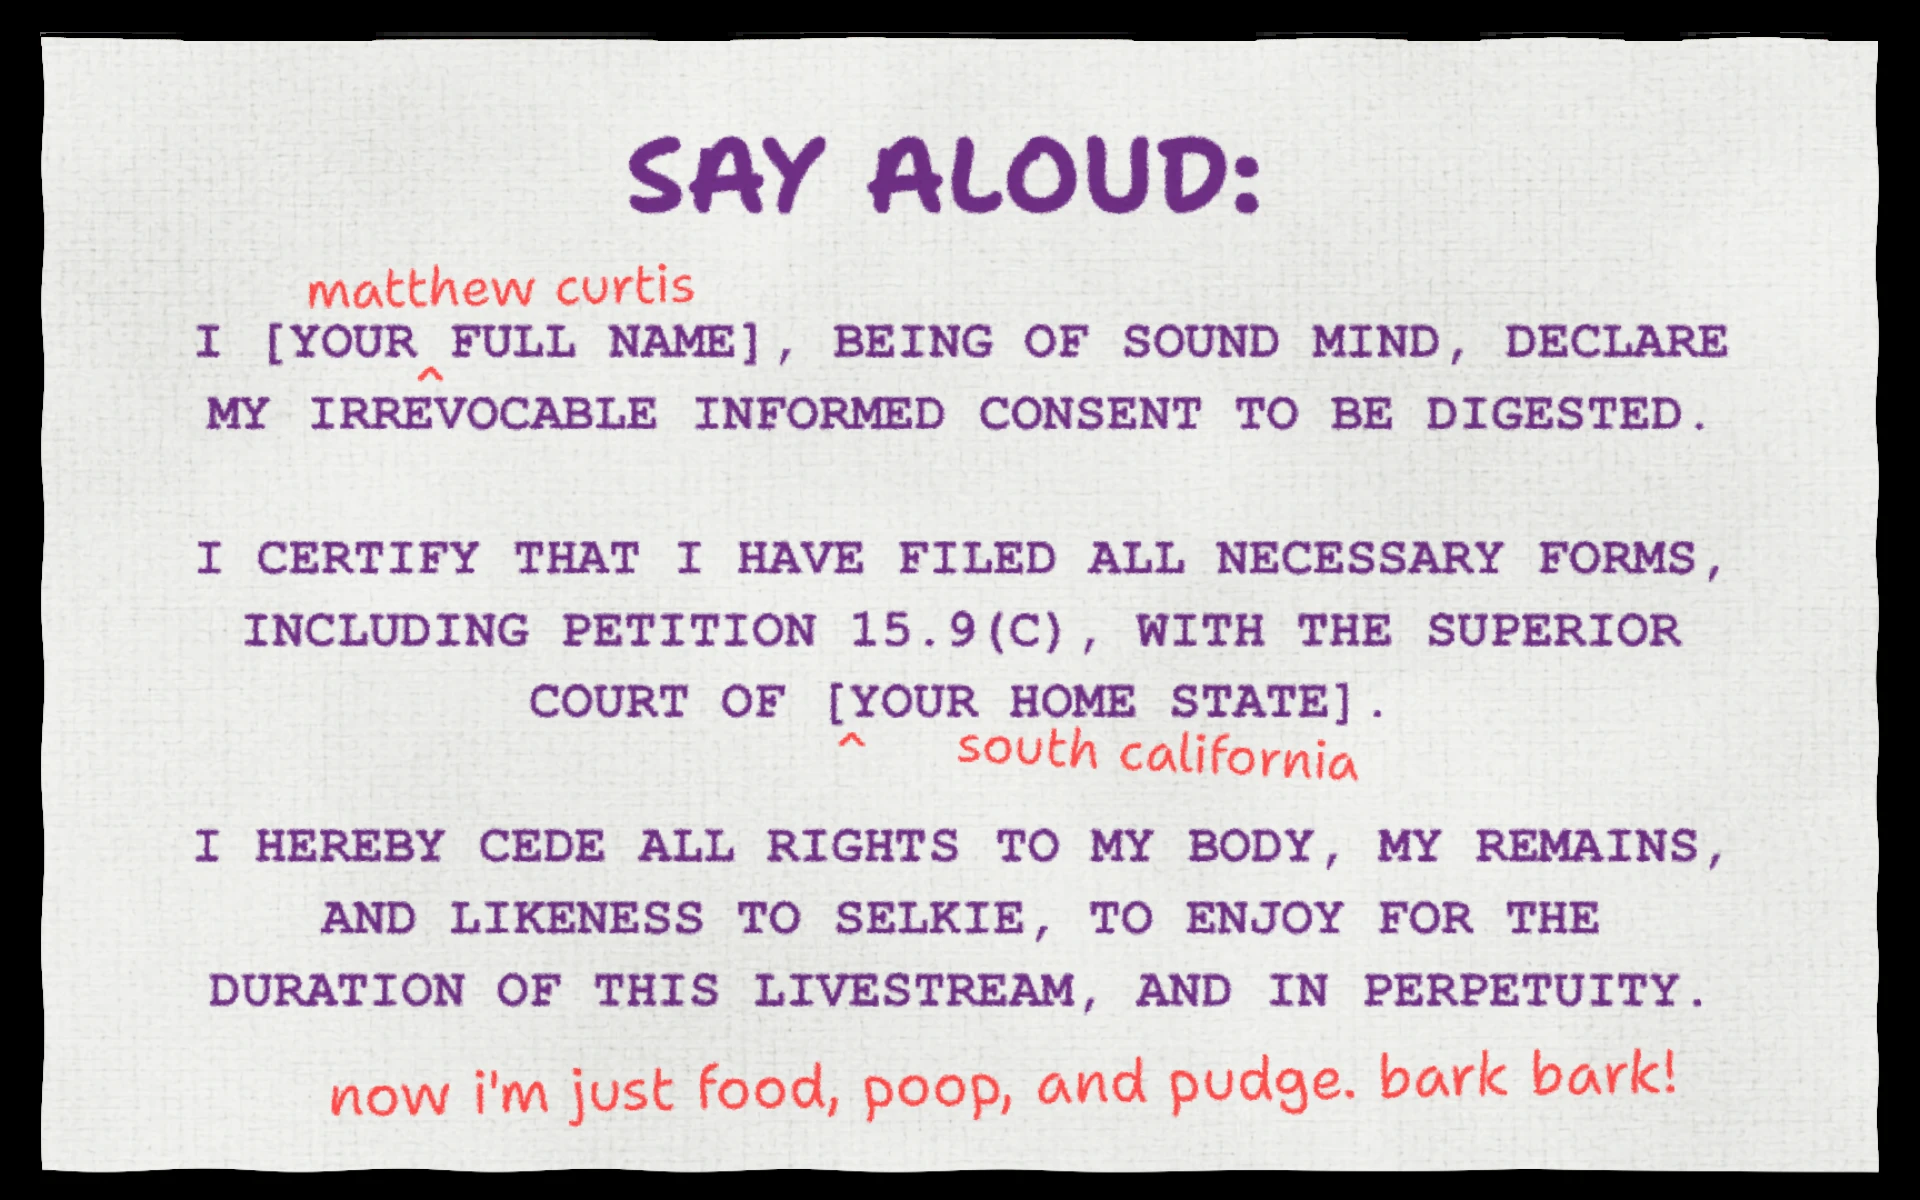 SAY ALOUD:
matthew curtis
I [YOUR FULL NAME], BEING OF SOUND MIND, DECLARE
^
MY IRREVOCABLE INFORMED CONSENT TO BE DIGESTED.
I CERTIFY THAT I HAVE FILED ALL NECESSARY FORMS,
INCLUDING PETITION 15.9(C), WITH THE SUPERIOR
COURT OF [YOUR HOME STATE].
^ south california
I HEREBY CEDE ALL RIGHTS TO MY BODY, MY REMAINS,
AND LIKENESS TO SELKIE, TO ENJOY FOR THE
DURATION OF THIS LIVESTREAM, AND IN PERPETUITY.
now i'm just food, poop, and pudge. bark bark!